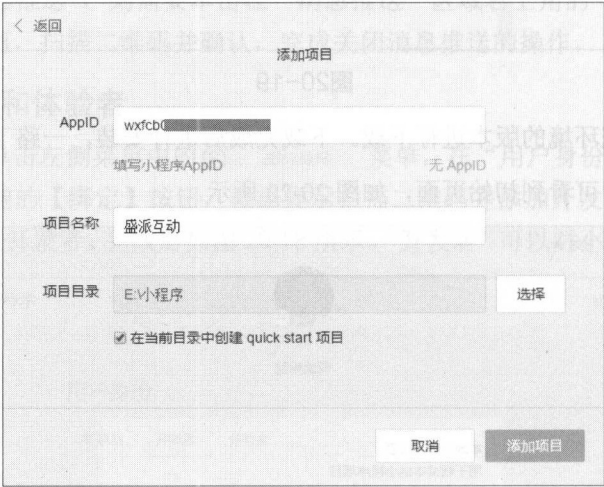 返回
添加项目
AppID wxfcb
填写小程序AppID 无 AppID
项目名称 盛派互动
项目目录 E:\小程序 选择
在当前目录中创建 quick start 项目
取消 添加项目